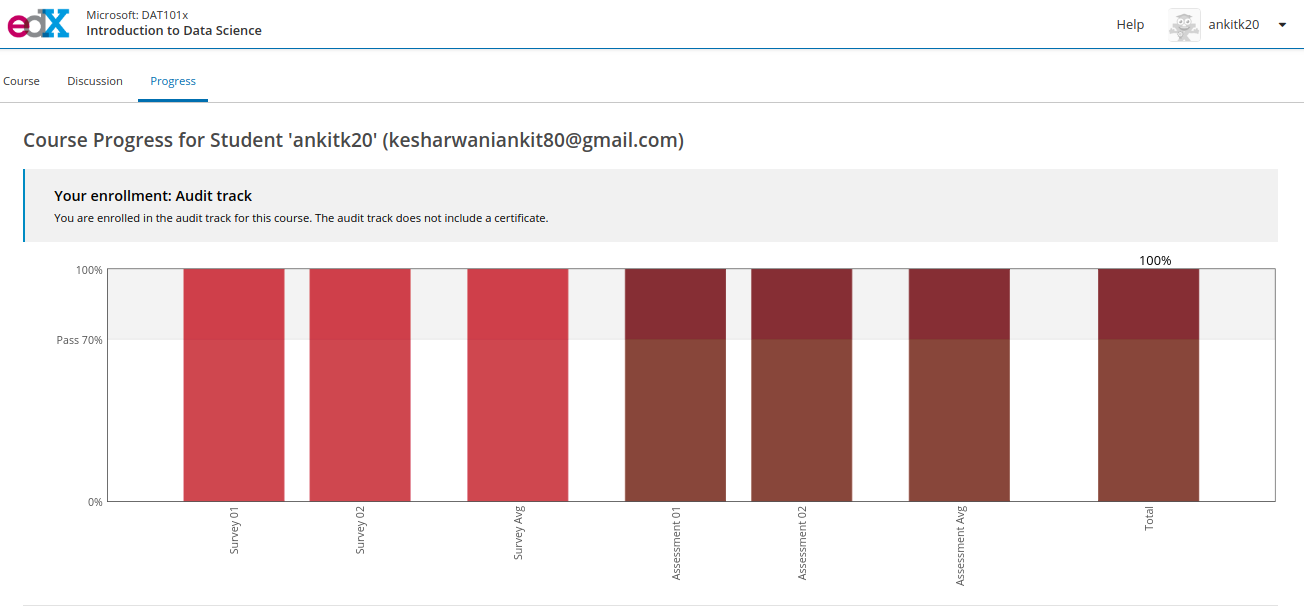 edX
Microsoft: DAT101x
Introduction to Data Science
Help
ankitk20
Course
Discussion
Progress
Course Progress for Student 'ankitk20' (kesharwaniankit80@gmail.com)
Your enrollment: Audit track
You are enrolled in the audit track for this course. The audit track does not include a certificate.
100%
100%
Pass 70%
0%
Survey 01
Survey 02
Survey Avg
Assessment 01
Assessment 02
Assessment Avg
Total